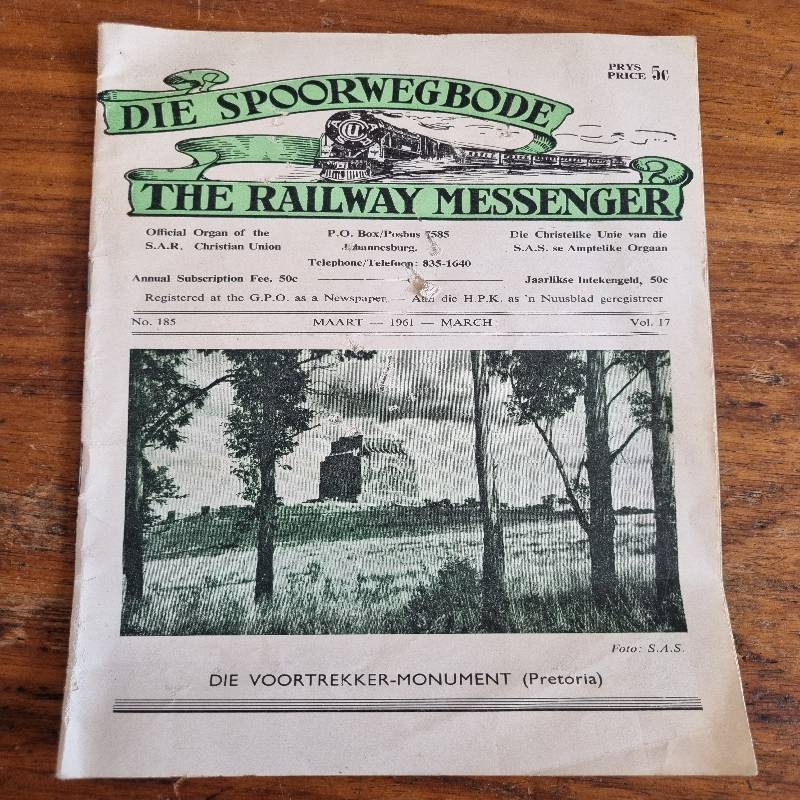 PRYS
PRICE 5c
DIE SPOORWEGBODE
THE RAILWAY MESSENGER
Official Organ of the
S.A.R. Christian Union
P.O. Box/Posbus 7585
Johannesburg.
Telephone/Telefoon: 835-1640
Die Christelike Unie van die
S.A.S. se Amptelike Orgaan
Annual Subscription Fee, 50c
Jaarlikse Intekengeld, 50c
Registered at the G.P.O. as a Newspaper. — Aan die H.P.K. as 'n Nuusblad geregistreer
No. 185 MAART — 1961 — MARCH Vol. 17
Foto: S.A.S.
DIE VOORTREKKER-MONUMENT (Pretoria)